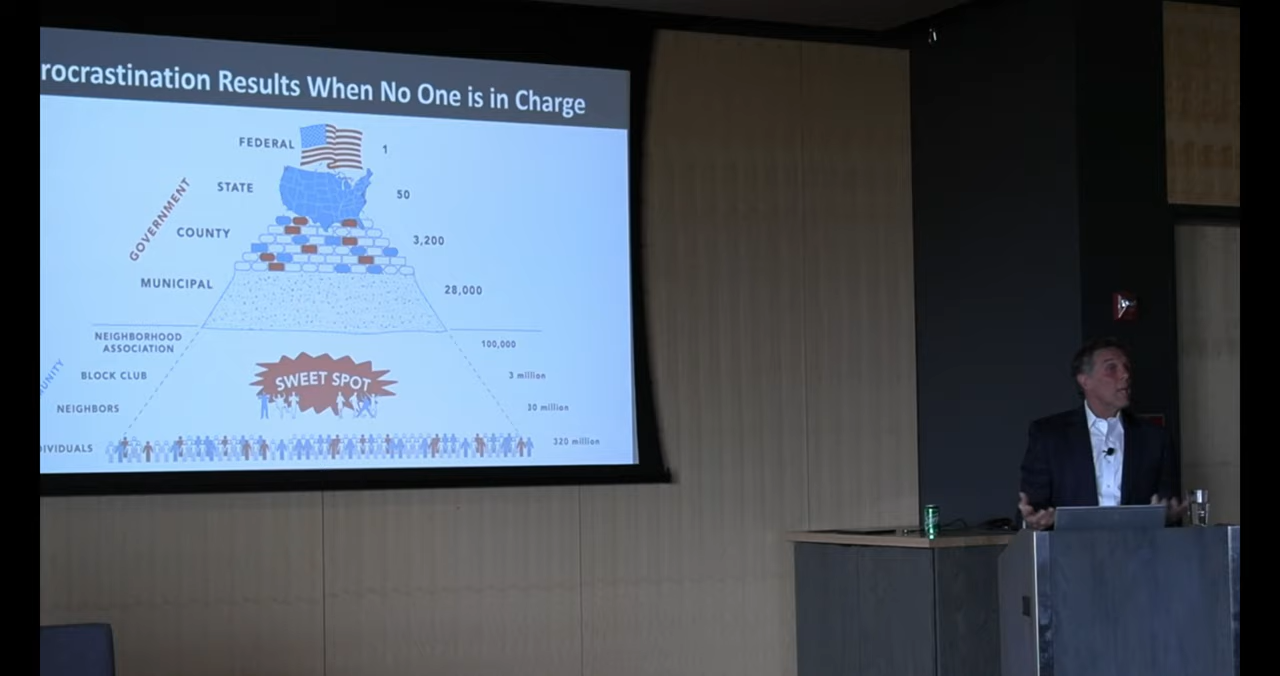 rocrastination Results When No One is in Charge
FEDERAL 1
STATE 50
GOVERNMENT
COUNTY 3,200
MUNICIPAL 28,000
NEIGHBORHOOD
ASSOCIATION 100,000
UNITY
BLOCK CLUB 3 million
SWEET SPOT
NEIGHBORS 30 million
IVIDUALS 320 million